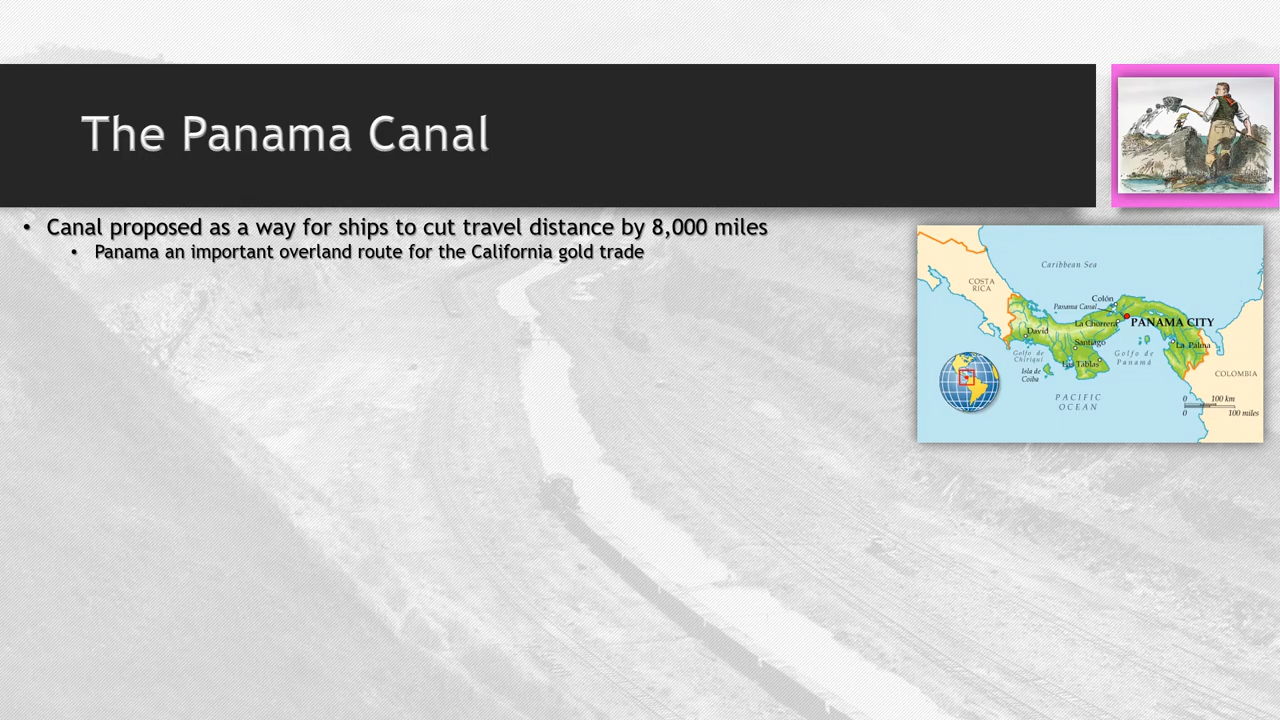 The Panama Canal
• Canal proposed as a way for ships to cut travel distance by 8,000 miles
• Panama an important overland route for the California gold trade
Caribbean Sea
COSTA
RICA
Colón
Panama Canal
PANAMA CITY
La Chorrera
David
Santiago
La Palma
Golfo de
Chiriquí
Golfo de
Panamá
Las Tablas
Isla de
Coiba
COLOMBIA
PACIFIC
OCEAN
0 100 km
0 100 miles